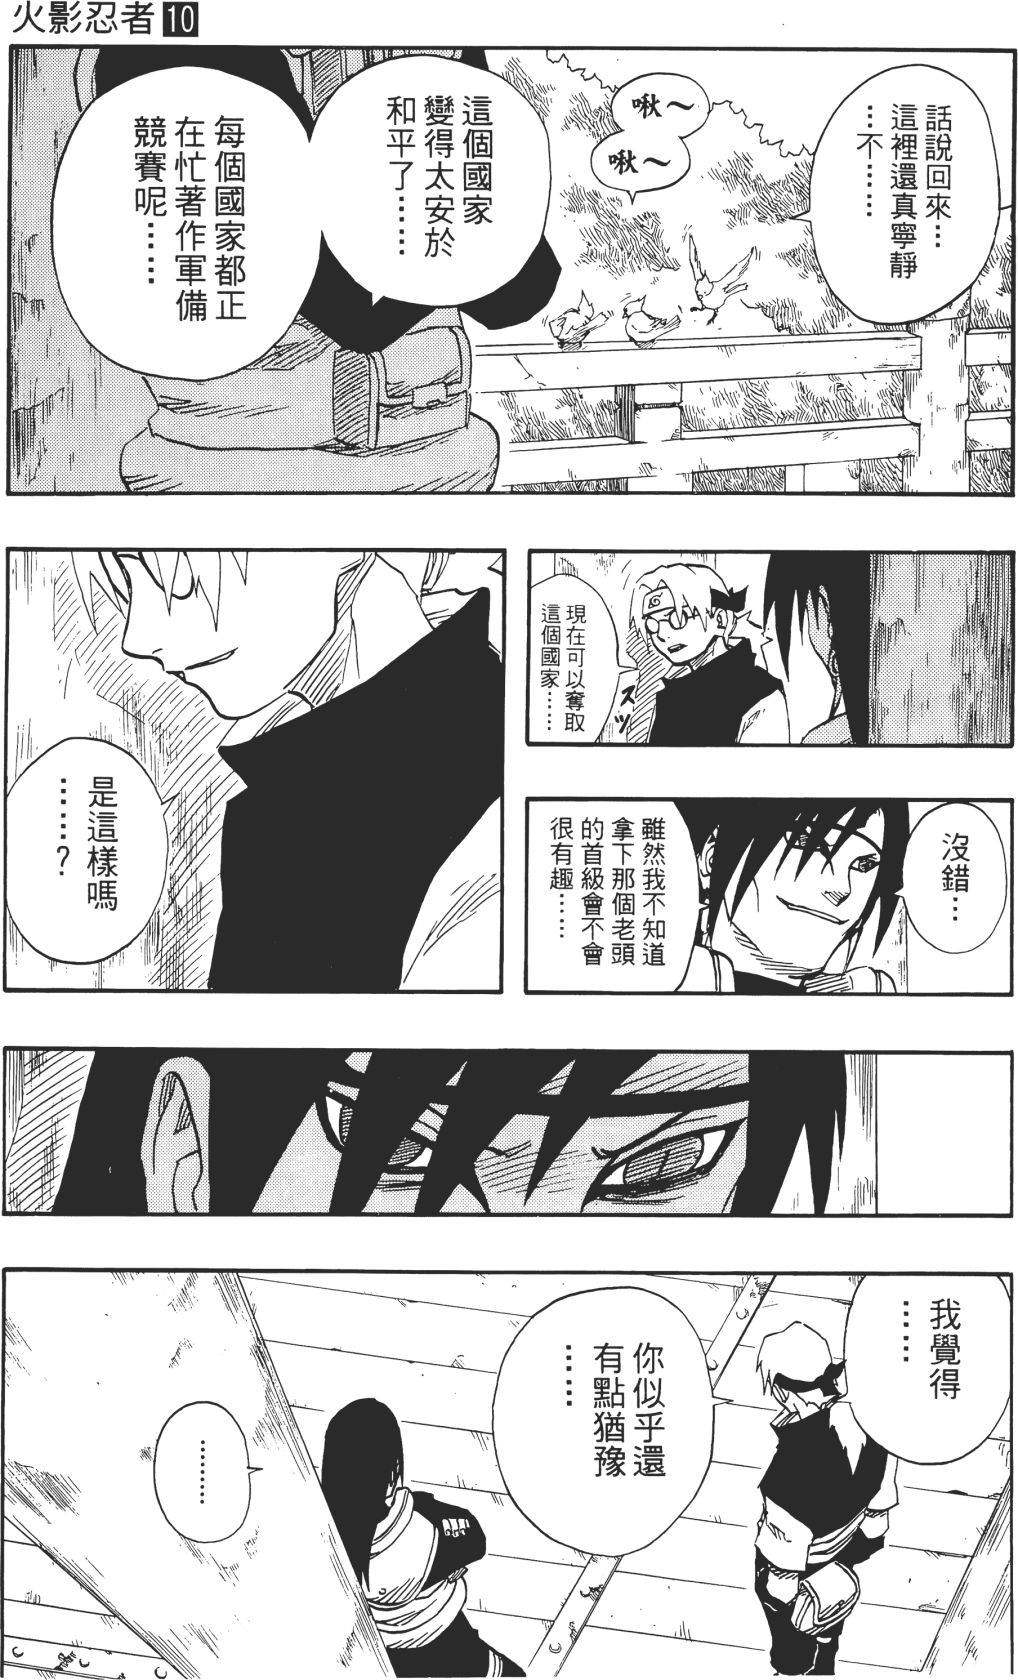 火影忍者 10
話說回來…
這裡還真寧靜
…不……
啾～
啾～
這個國家
變得太安於
和平了……
每個國家都正
在忙著作軍備
競賽呢……
現在可以奪取
這個國家……
スッ
沒錯…
雖然我不知道
拿下那個老頭
的首級會不會
很有趣……
是這樣嗎
……?
我覺得
……
你似乎還
有點猶豫
……
………